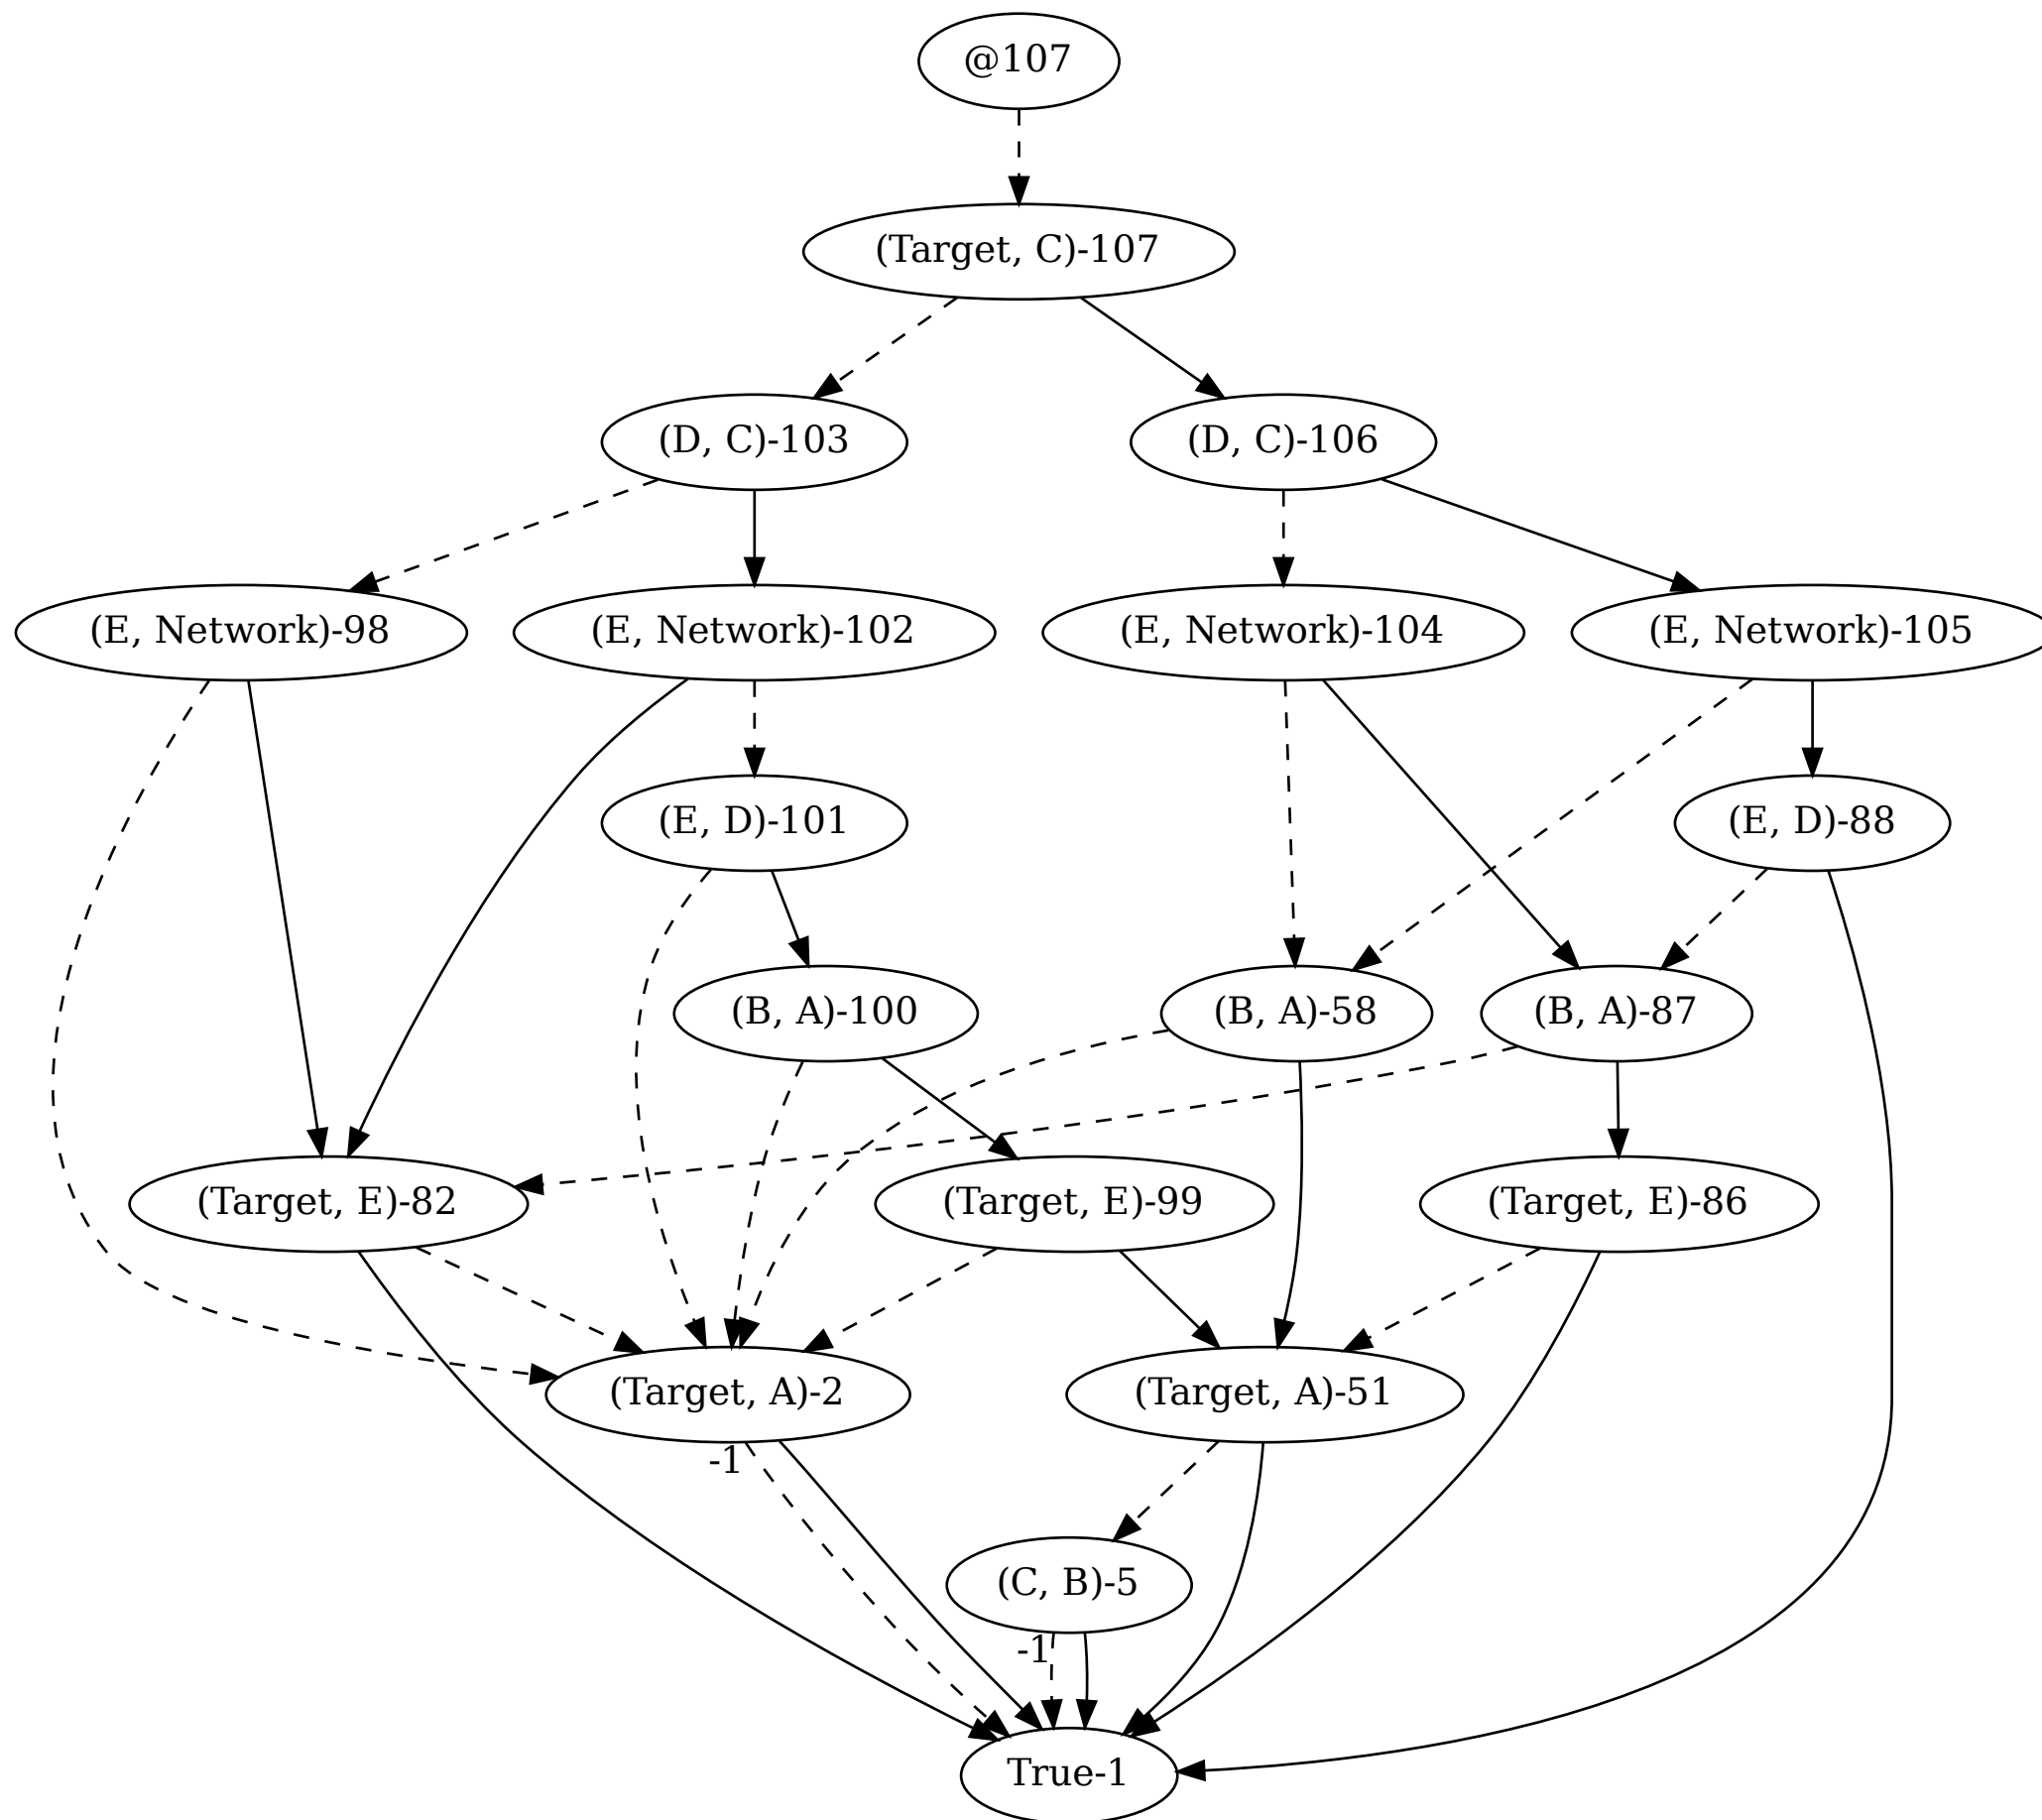 @107
(Target, C)-107
(D, C)-103
(D, C)-106
(E, Network)-98
(E, Network)-102
(E, Network)-104
(E, Network)-105
(E, D)-101
(E, D)-88
(B, A)-100
(B, A)-58
(B, A)-87
(Target, E)-82
(Target, E)-99
(Target, E)-86
(Target, A)-2
(Target, A)-51
-1
(C, B)-5
-1
True-1